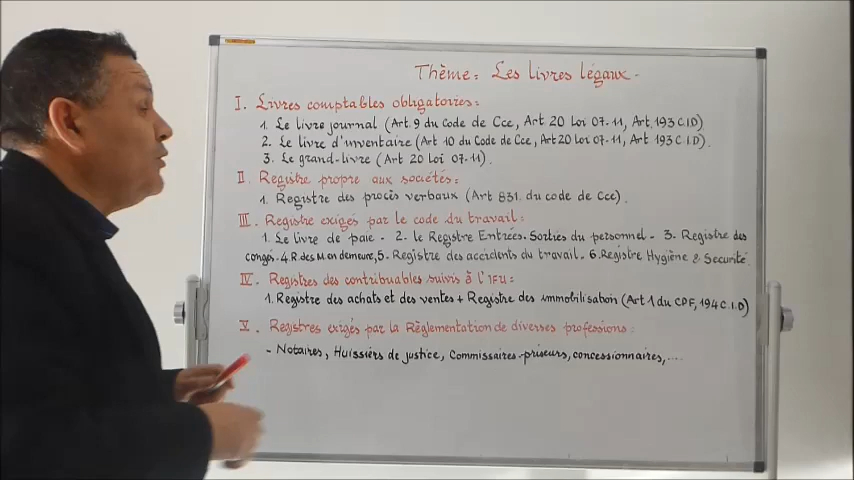 Thème: Les livres légaux.
I. Livres comptables obligatoires:
1. Le livre journal (Art. 9 du Code de Cce, Art 20 Loi 07-11, Art. 193 C.I.D)
2. Le livre d'inventaire (Art 10 du Code de Cce, Art 20 Loi 07-11, Art 193 C.I.D).
3. Le grand-livre (Art 20 Loi 07-11).
II. Registre propre aux sociétés:
1. Registre des procès verbaux (Art 831 du code de Cce).
III. Registre exigés par le code du travail:
1. Le livre de paie - 2. le Registre Entrées-Sorties du personnel - 3. Registre des
congés - 4. R. des M. en demeure, 5. Registre des accidents du travail - 6. Registre Hygiène & Securité.
IV. Registres des contribuables suivis à l'IFU:
1. Registre des achats et des ventes + Registre des immobilisation (Art 1 du CPF, 194 C.I.D)
V. Registres exigés par la Règlementation de diverses professions:
- Notaires, Huissiers de justice, Commissaires-priseurs, concessionnaires, ....